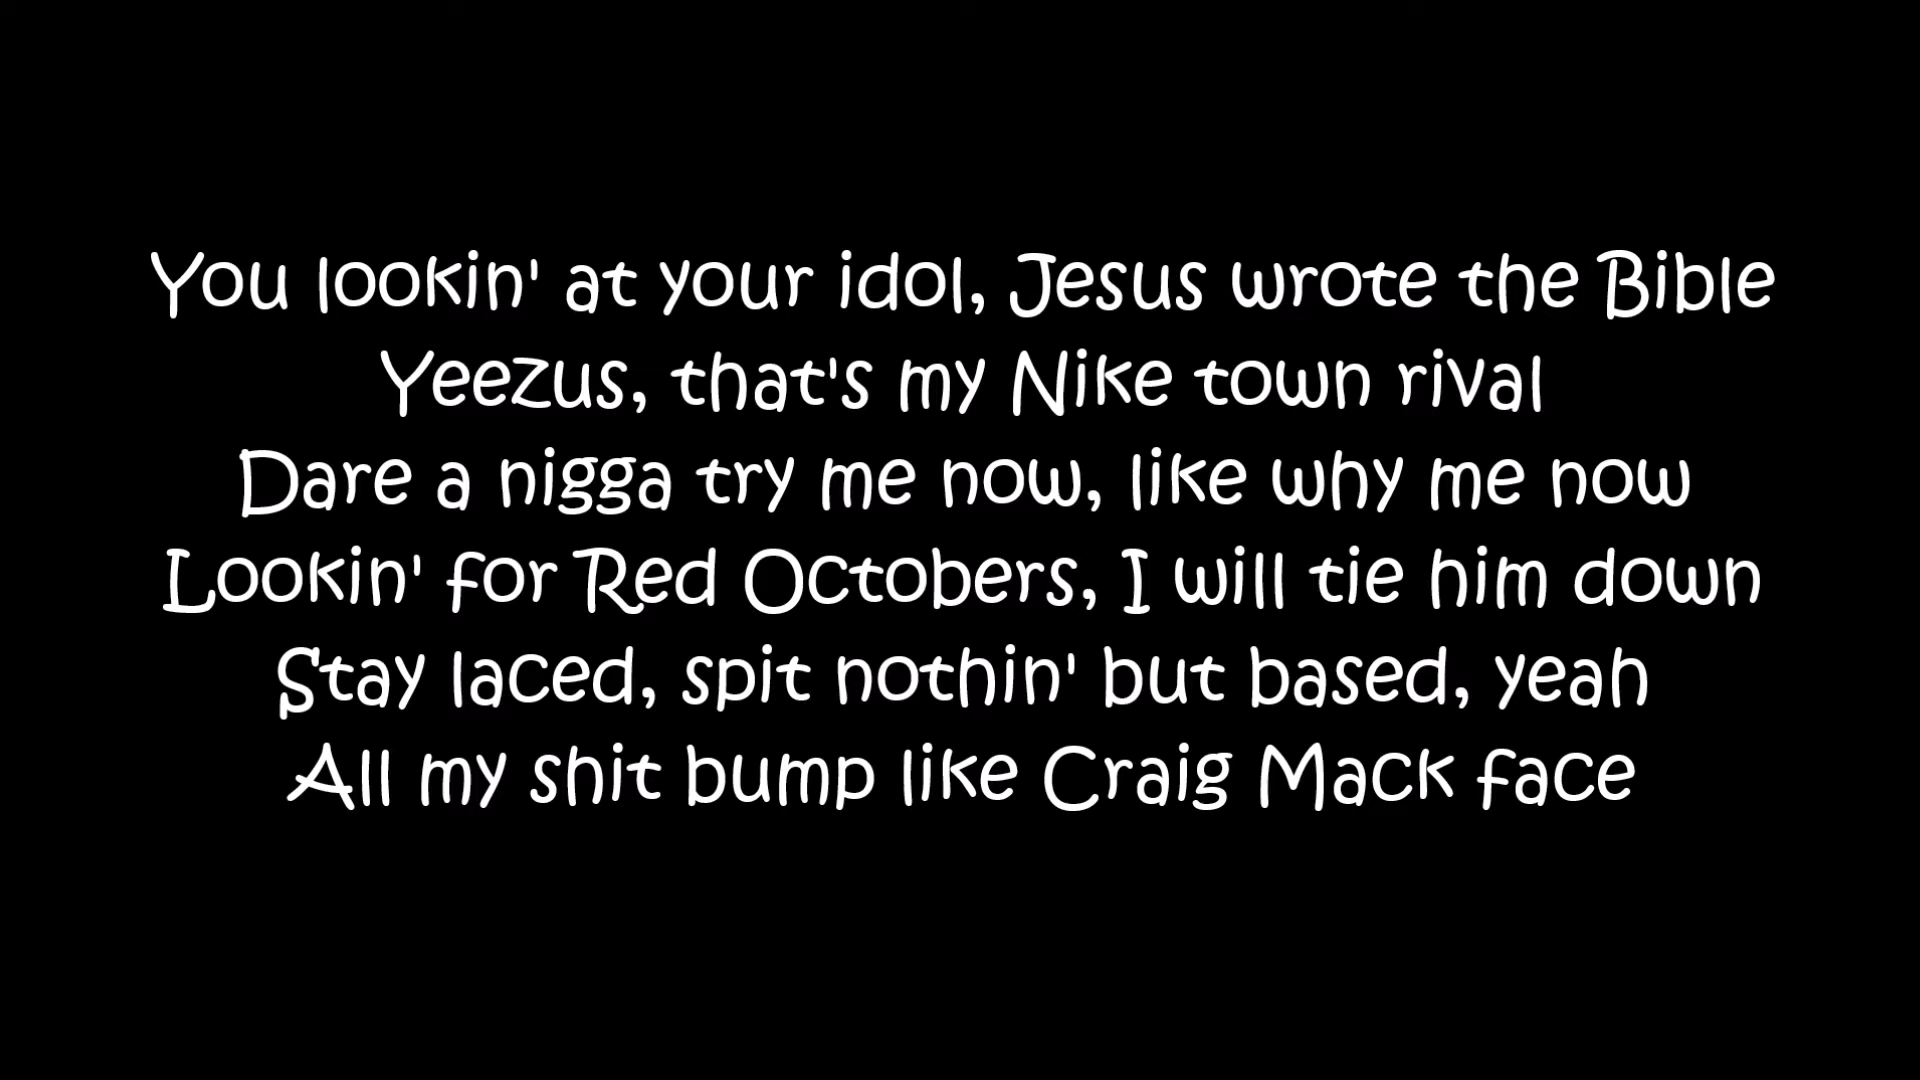 You lookin' at your idol, Jesus wrote the Bible
Yeezus, that's my Nike town rival
Dare a nigga try me now, like why me now
Lookin' for Red Octobers, I will tie him down
Stay laced, spit nothin' but based, yeah
All my shit bump like Craig Mack face